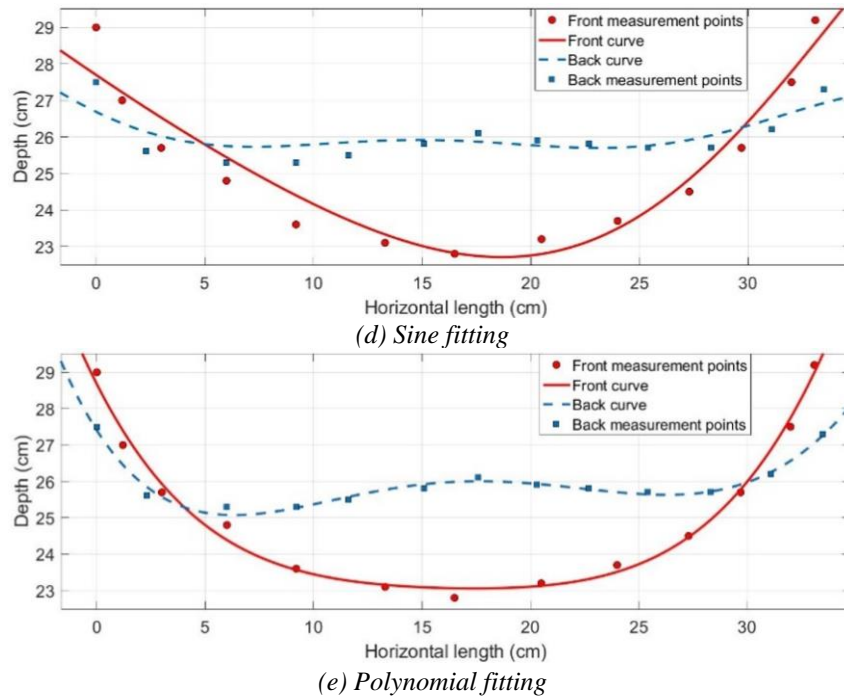 29
28
27
26
25
24
23
Depth (cm)
Front measurement points
Front curve
Back curve
Back measurement points
0 5 10 15 20 25 30
Horizontal length (cm)
(d) Sine fitting
29
28
27
26
25
24
23
Depth (cm)
Front measurement points
Front curve
Back curve
Back measurement points
0 5 10 15 20 25 30
Horizontal length (cm)
(e) Polynomial fitting